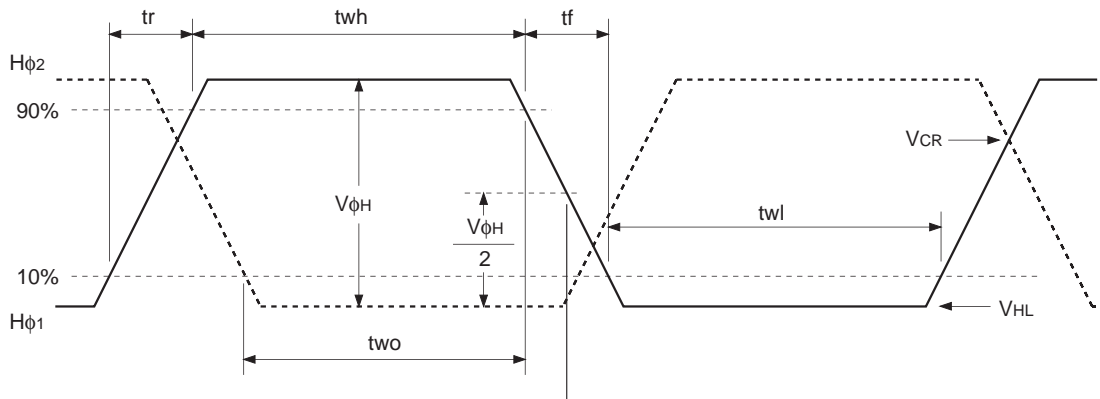 tr twh tf
Hϕ2
90%
VCR
VϕH
VϕH
2
twl
10%
Hϕ1
VHL
two